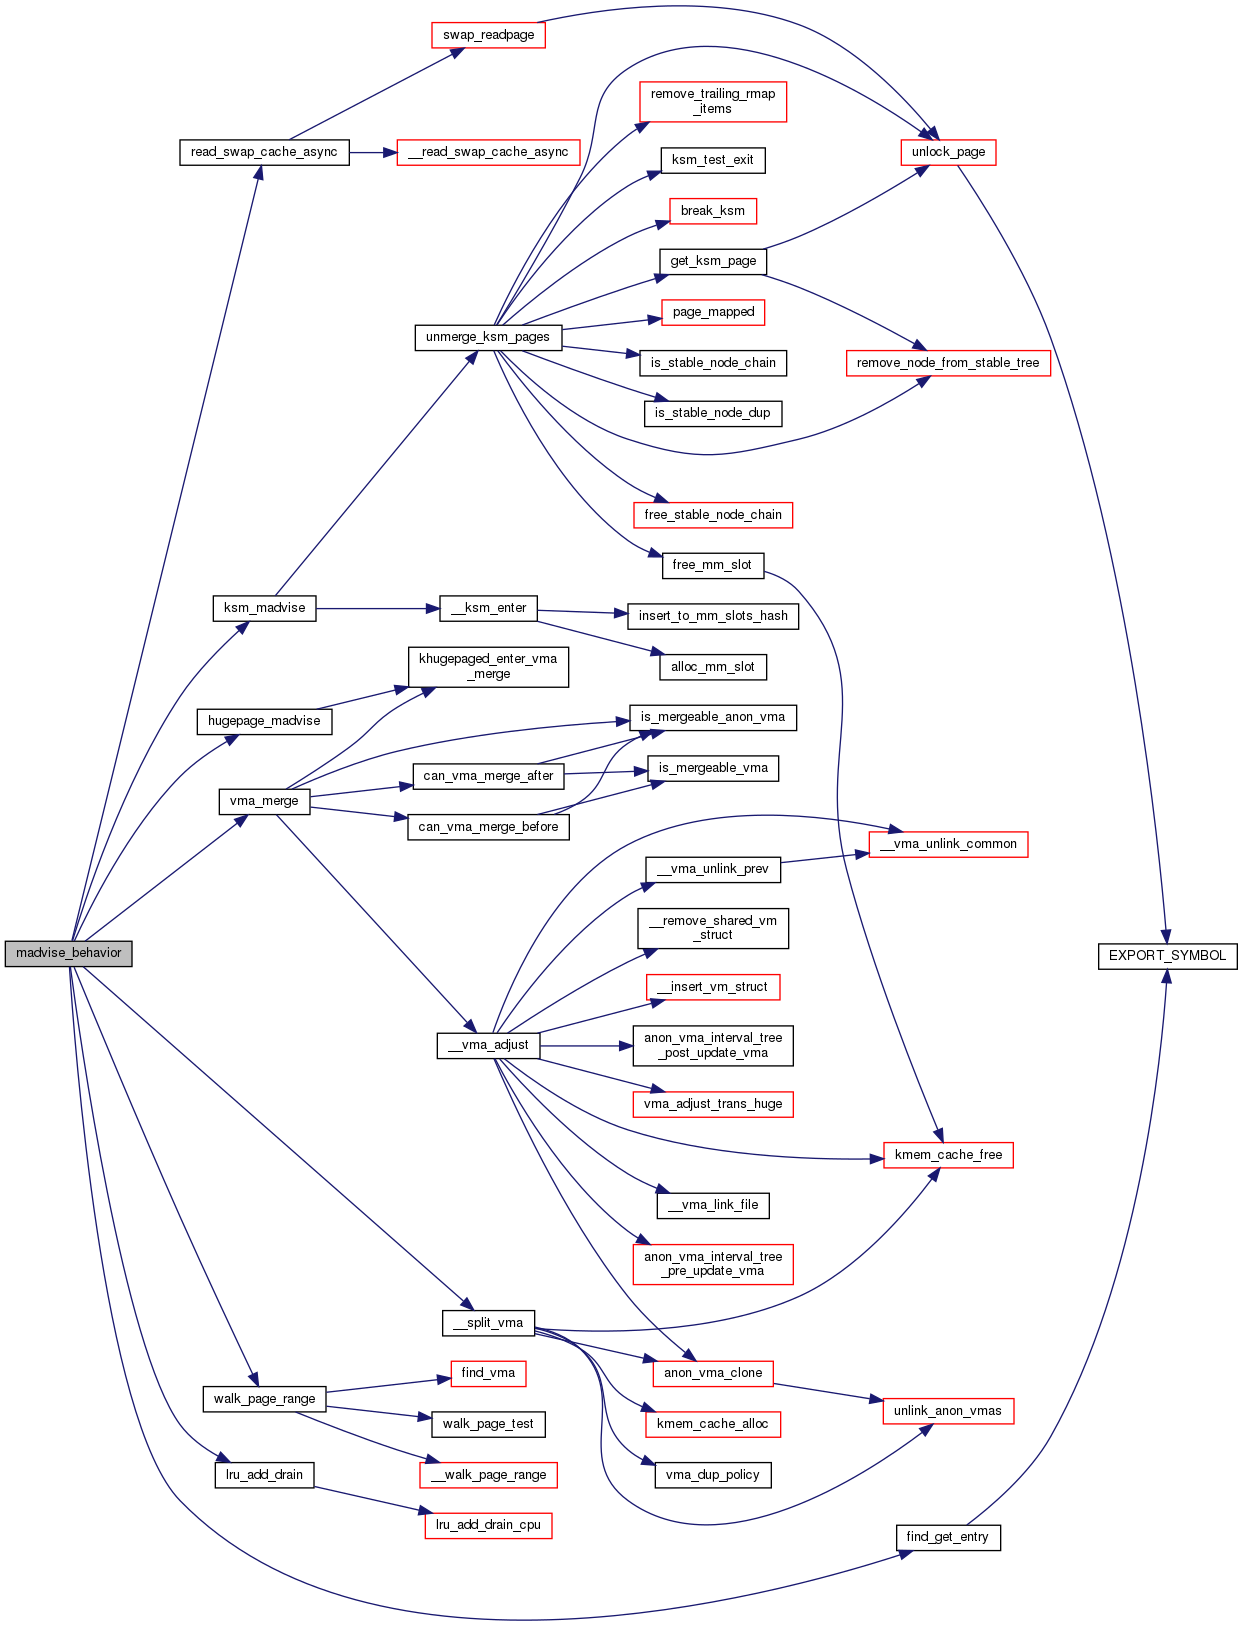 swap_readpage
read_swap_cache_async
__read_swap_cache_async
remove_trailing_rmap
_items
ksm_test_exit
unlock_page
break_ksm
get_ksm_page
page_mapped
unmerge_ksm_pages
is_stable_node_chain
remove_node_from_stable_tree
is_stable_node_dup
free_stable_node_chain
free_mm_slot
ksm_madvise
__ksm_enter
insert_to_mm_slots_hash
khugepaged_enter_vma
_merge
alloc_mm_slot
hugepage_madvise
is_mergeable_anon_vma
can_vma_merge_after
is_mergeable_vma
vma_merge
can_vma_merge_before
__vma_unlink_common
__vma_unlink_prev
__remove_shared_vm
_struct
madvise_behavior
EXPORT_SYMBOL
__insert_vm_struct
__vma_adjust
anon_vma_interval_tree
_post_update_vma
vma_adjust_trans_huge
kmem_cache_free
__vma_link_file
anon_vma_interval_tree
_pre_update_vma
__split_vma
find_vma
anon_vma_clone
walk_page_range
unlink_anon_vmas
walk_page_test
kmem_cache_alloc
lru_add_drain
__walk_page_range
vma_dup_policy
lru_add_drain_cpu
find_get_entry